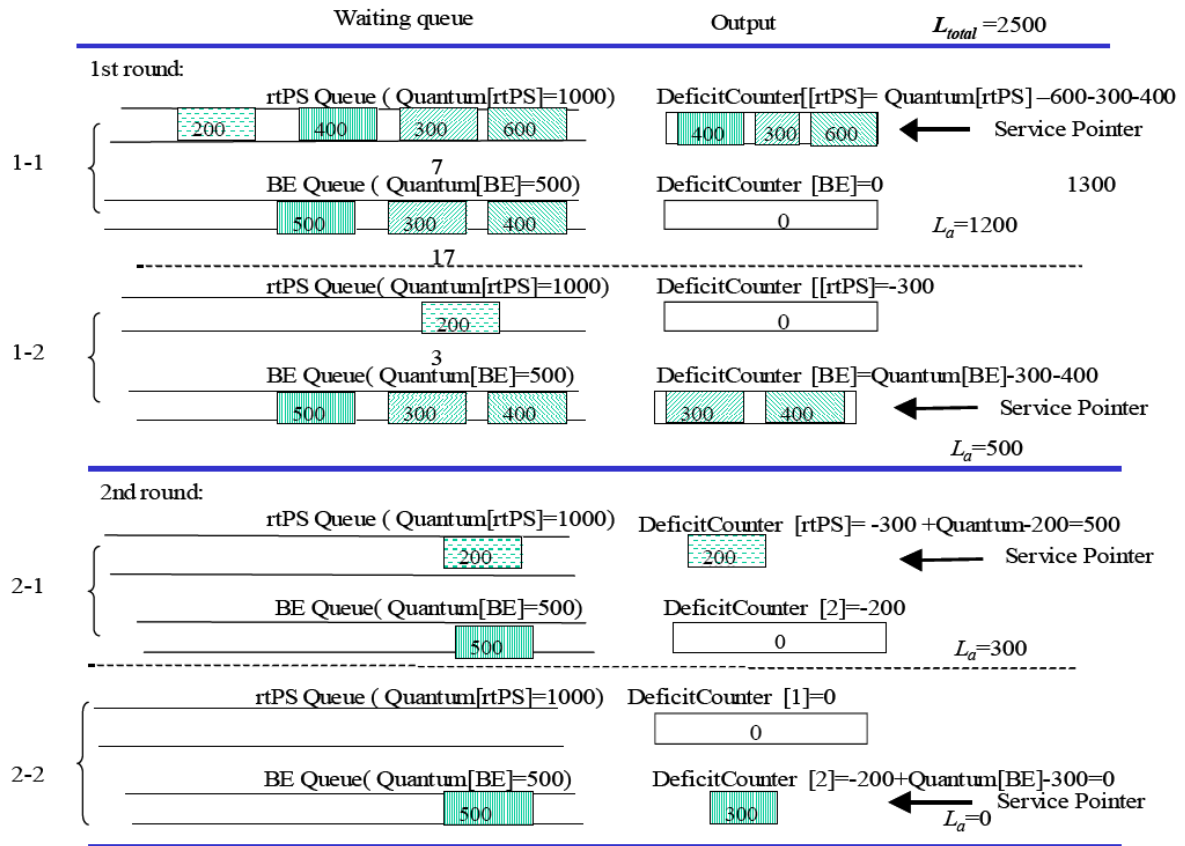 Waiting queue Output L_total =2500
1st round:
rtPS Queue ( Quantum[rtPS]=1000) DeficitCounter[[rtPS]= Quantum[rtPS] –600-300-400
200 400 300 600 400 300 600 Service Pointer
1-1
7
BE Queue ( Quantum[BE]=500) DeficitCounter [BE]=0 1300
500 300 400 0 L_a=1200
17
rtPS Queue( Quantum[rtPS]=1000) DeficitCounter [[rtPS]=-300
200 0
1-2
3
BE Queue( Quantum[BE]=500) DeficitCounter [BE]=Quantum[BE]-300-400
500 300 400 300 400 Service Pointer
L_a=500
2nd round:
rtPS Queue ( Quantum[rtPS]=1000) DeficitCounter [rtPS]= -300 +Quantum-200=500
200 200 Service Pointer
2-1
BE Queue( Quantum[BE]=500) DeficitCounter [2]=-200
500 0 L_a=300
rtPS Queue ( Quantum[rtPS]=1000) DeficitCounter [1]=0
0
2-2
BE Queue( Quantum[BE]=500) DeficitCounter [2]=-200+Quantum[BE]-300=0
500 300 Service Pointer
L_a=0